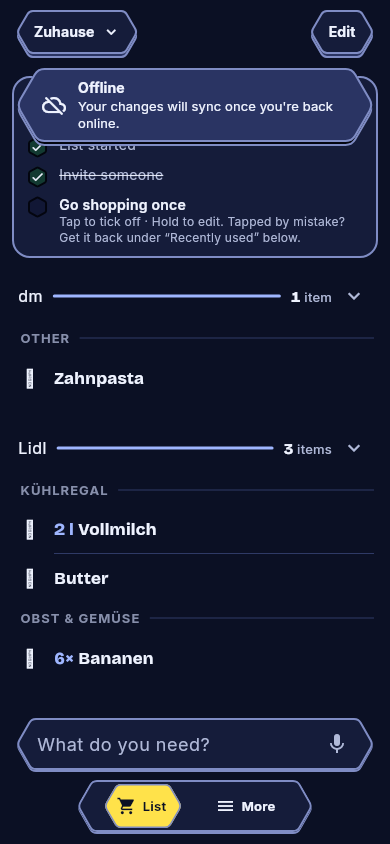 Zuhause
Edit
Offline
Your changes will sync once you're back
online.
List started
Invite someone
Go shopping once
Tap to tick off · Hold to edit. Tapped by mistake?
Get it back under “Recently used” below.
dm
1 item
OTHER
Zahnpasta
Lidl
3 items
KÜHLREGAL
2 l Vollmilch
Butter
OBST & GEMÜSE
6× Bananen
What do you need?
List
More